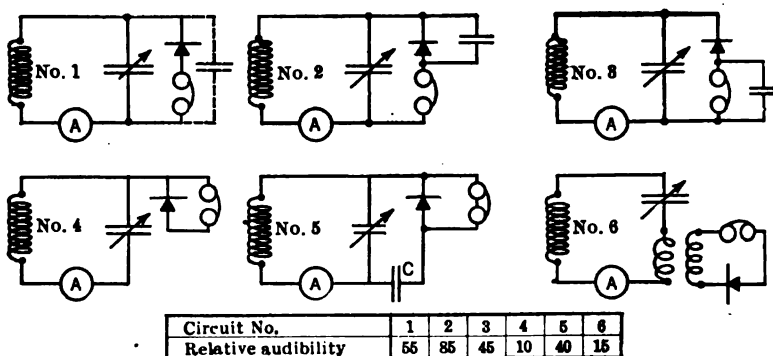 No. 1
No. 2
No. 3
A
A
A
No. 4
No. 5
No. 6
C
A
A
A
Circuit No. 1 2 3 4 5 6
Relative audibility 55 85 45 10 40 15